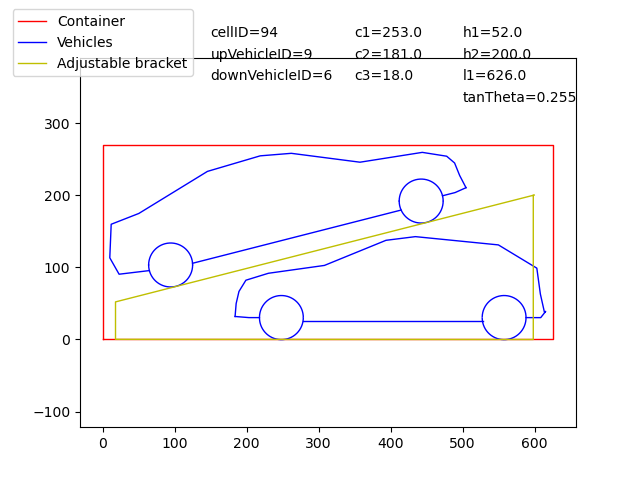 Container
Vehicles
Adjustable bracket
cellID=94 c1=253.0 h1=52.0
upVehicleID=9 c2=181.0 h2=200.0
downVehicleID=6 c3=18.0 l1=626.0
tanTheta=0.255
300
200
100
0
−100
0 100 200 300 400 500 600